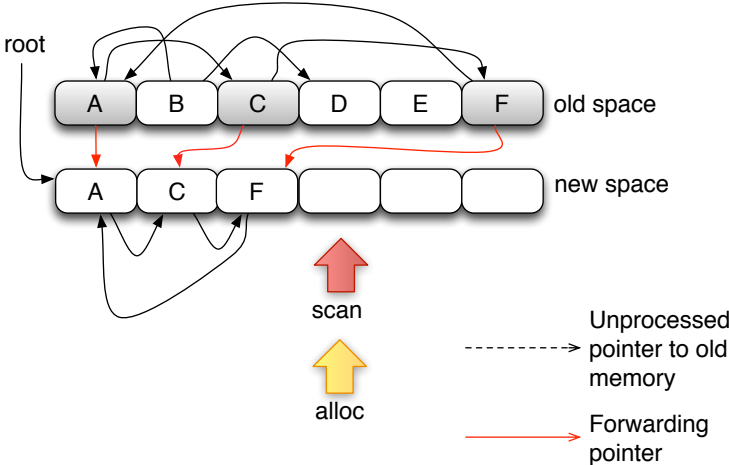 root
A B C D E F
old space
A C F
new space
scan
alloc
Unprocessed
pointer to old
memory
Forwarding
pointer